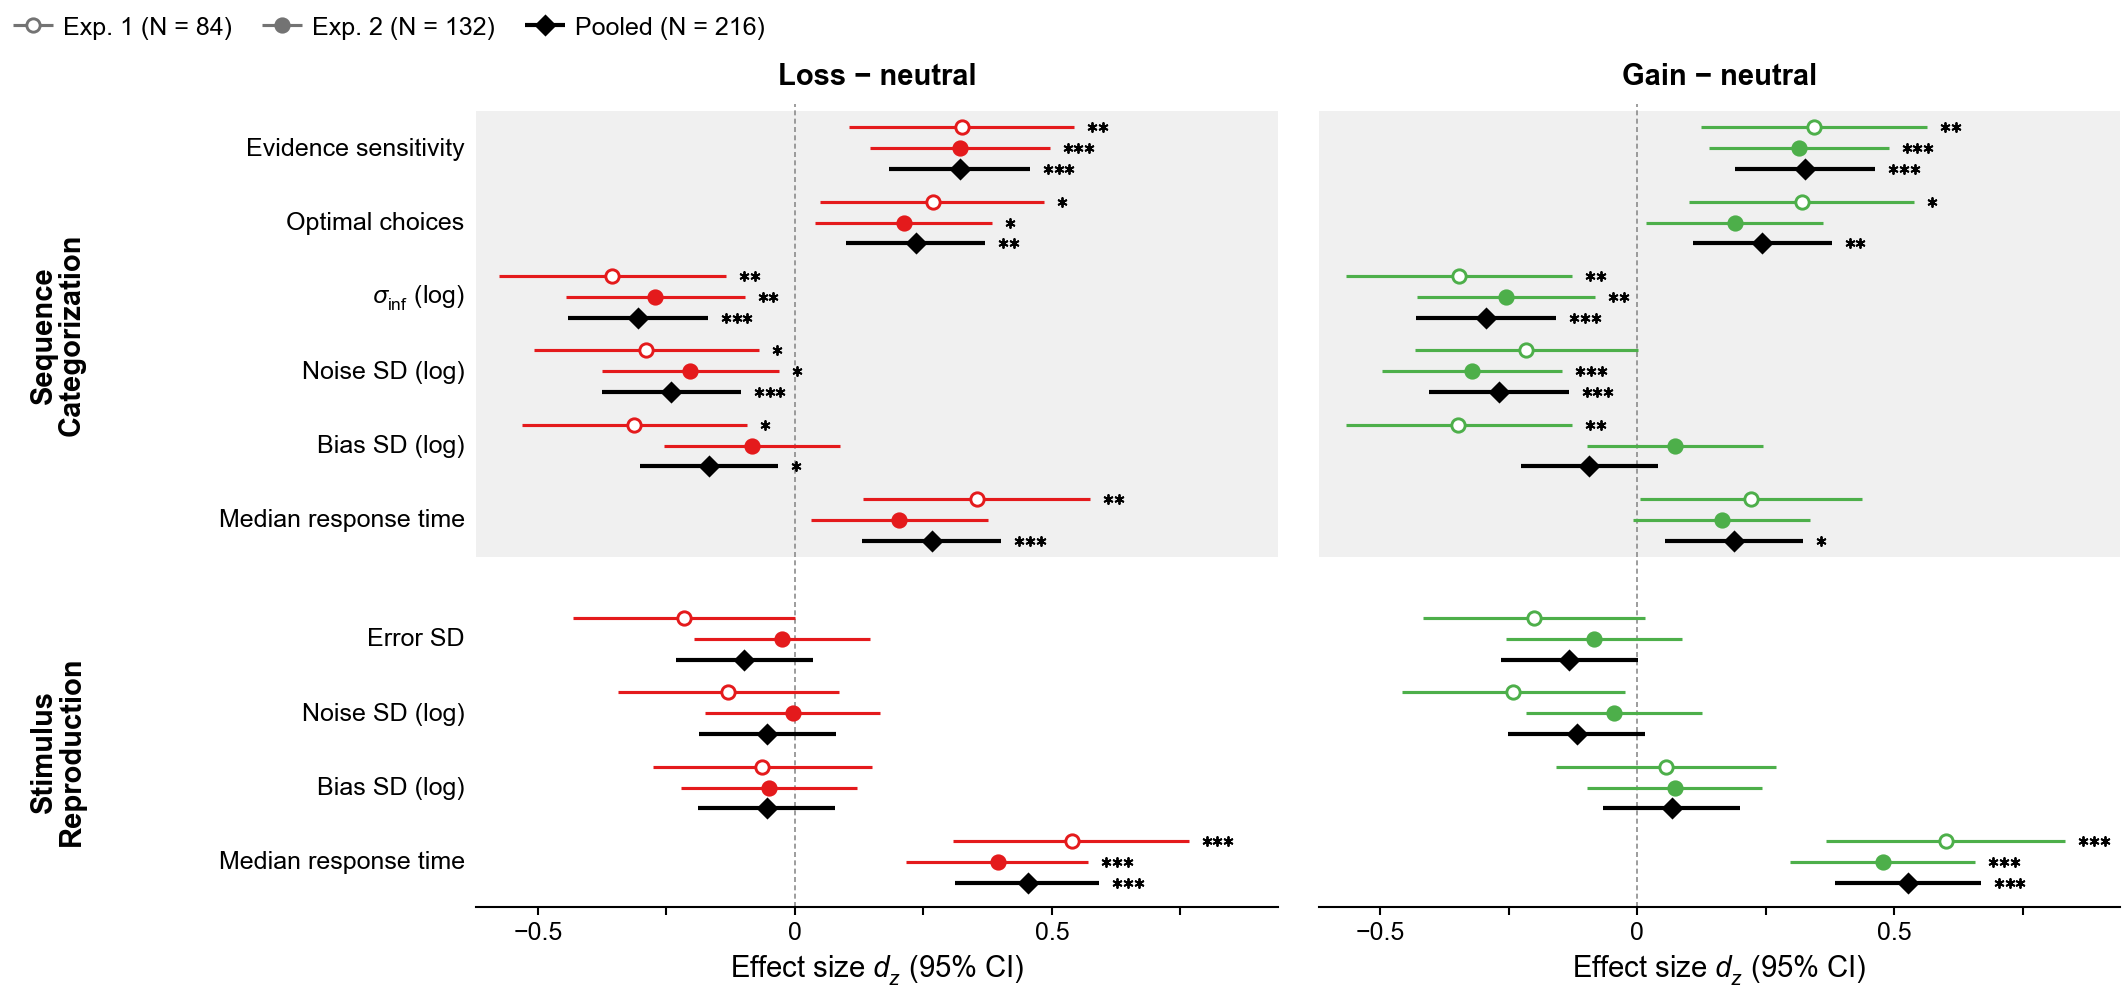 Exp. 1 (N = 84) Exp. 2 (N = 132) Pooled (N = 216)
Loss − neutral Gain − neutral
Sequence
Categorization
Evidence sensitivity
** **
*** ***
*** ***
Optimal choices
* *
*
** **
σinf (log)
** **
** **
*** ***
Noise SD (log)
*
* ***
*** ***
Bias SD (log)
* **
*
Median response time
**
*** *
Stimulus
Reproduction
Error SD
Noise SD (log)
Bias SD (log)
Median response time
*** ***
*** ***
*** ***
−0.5 0 0.5 −0.5 0 0.5
Effect size dz (95% CI) Effect size dz (95% CI)